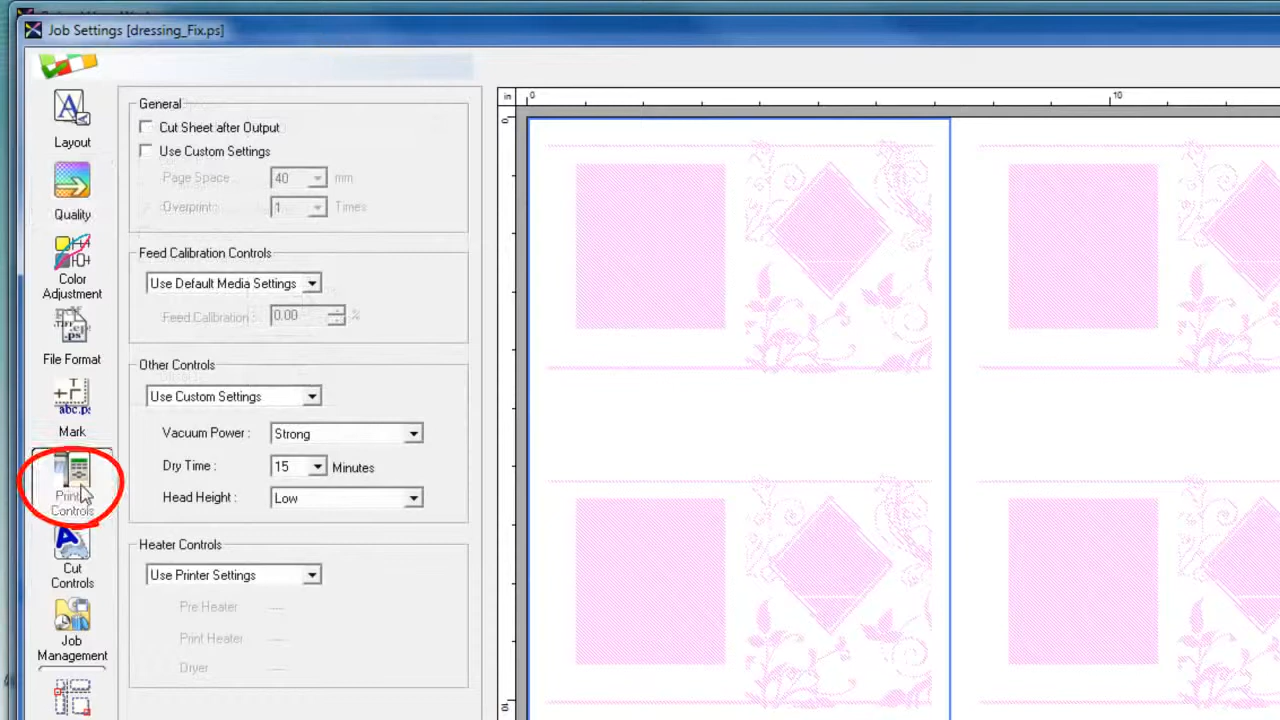 Job Settings [dressing_Fix.ps]
Layout
Quality
Color
Adjustment
File Format
abc.ps
Mark
Controls
Cut
Controls
Job
Management
General
Cut Sheet after Output
Use Custom Settings
Page Space
40 mm
Overprint:
1 Times
Feed Calibration Controls
Use Default Media Settings
Feed Calibration:
0.00 %
Other Controls
Use Custom Settings
Vacuum Power :
Strong
Dry Time :
15 Minutes
Head Height :
Low
Heater Controls
Use Printer Settings
Pre Heater ---
Print Heater ---
Dryer ---
in
0
10
0